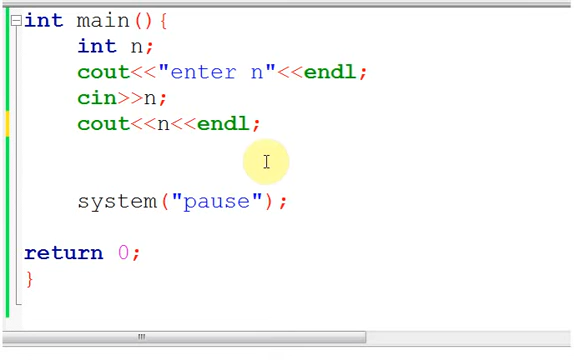 int main(){
int n;
cout<<"enter n"<<endl;
cin>>n;
cout<<n<<endl;
system("pause");
return 0;
}